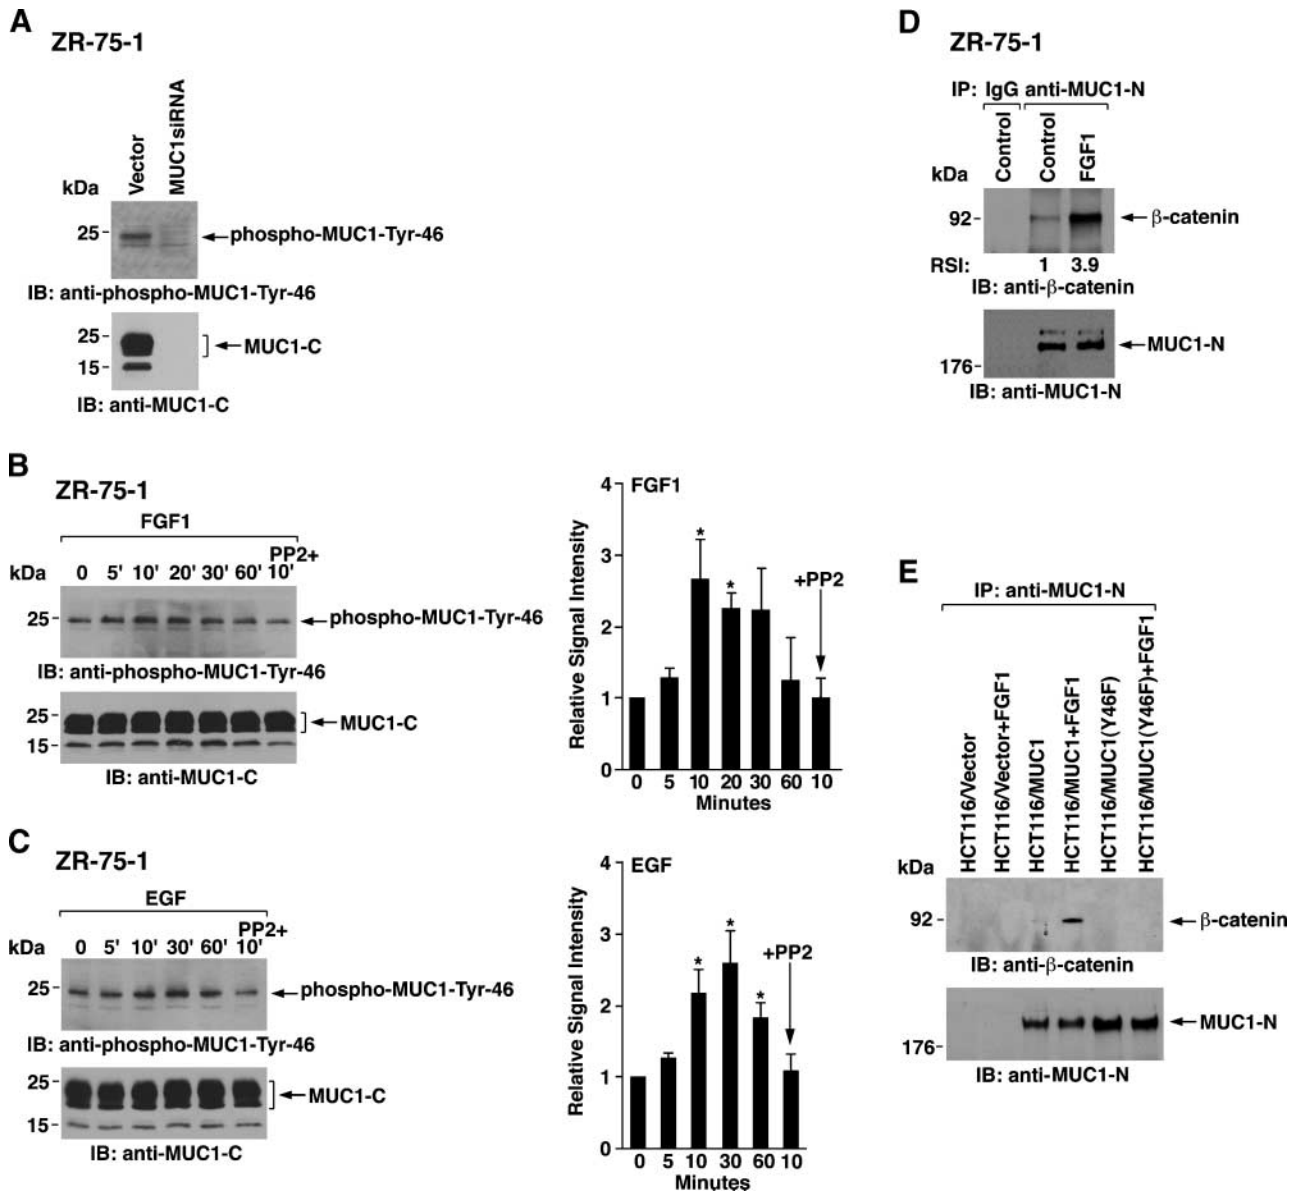 A
ZR-75-1
Vector
MUC1siRNA
kDa
25
phospho-MUC1-Tyr-46
IB: anti-phospho-MUC1-Tyr-46
25
MUC1-C
15
IB: anti-MUC1-C
B
ZR-75-1
FGF1
PP2+
kDa 0 5' 10' 20' 30' 60' 10'
25
phospho-MUC1-Tyr-46
IB: anti-phospho-MUC1-Tyr-46
25
MUC1-C
15
IB: anti-MUC1-C
FGF1
Relative Signal Intensity
4
3
2
1
0
*
*
+PP2
0 5 10 20 30 60 10
Minutes
C
ZR-75-1
EGF
PP2+
kDa 0 5' 10' 30' 60' 10'
25
phospho-MUC1-Tyr-46
IB: anti-phospho-MUC1-Tyr-46
25
MUC1-C
15
IB: anti-MUC1-C
EGF
Relative Signal Intensity
4
3
2
1
0
*
*
*
+PP2
0 5 10 30 60 10
Minutes
D
ZR-75-1
IP: IgG anti-MUC1-N
Control
Control
FGF1
kDa
92
β-catenin
RSI: 1 3.9
IB: anti-β-catenin
MUC1-N
176
IB: anti-MUC1-N
E
IP: anti-MUC1-N
HCT116/Vector
HCT116/Vector+FGF1
HCT116/MUC1
HCT116/MUC1+FGF1
HCT116/MUC1(Y46F)
HCT116/MUC1(Y46F)+FGF1
kDa
92
β-catenin
IB: anti-β-catenin
MUC1-N
176
IB: anti-MUC1-N